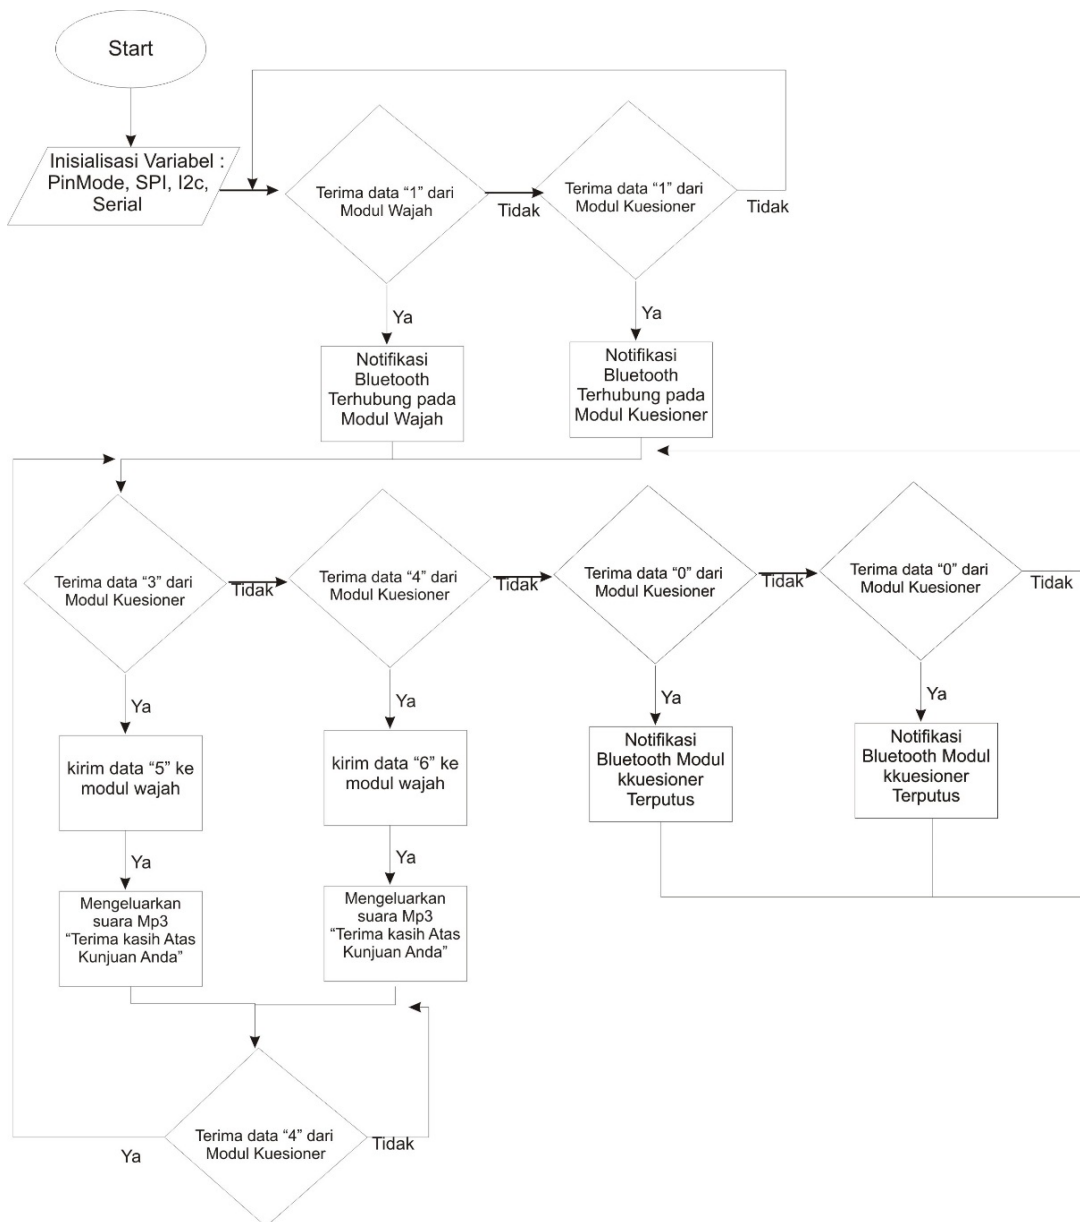 Start
Inisialisasi Variabel :
PinMode, SPI, I2c,
Serial
Terima data “1” dari
Modul Wajah
Tidak
Terima data “1” dari
Modul Kuesioner
Tidak
Ya
Ya
Notifikasi
Bluetooth
Terhubung pada
Modul Wajah
Notifikasi
Bluetooth
Terhubung pada
Modul Kuesioner
Terima data “3” dari
Modul Kuesioner
Tidak
Terima data “4” dari
Modul Kuesioner
Tidak
Terima data “0” dari
Modul Kuesioner
Tidak
Terima data “0” dari
Modul Kuesioner
Tidak
Ya
Ya
Ya
Ya
kirim data “5” ke
modul wajah
kirim data “6” ke
modul wajah
Notifikasi
Bluetooth Modul
kkuesioner
Terputus
Notifikasi
Bluetooth Modul
kkuesioner
Terputus
Ya
Ya
Mengeluarkan
suara Mp3
“Terima kasih Atas
Kunjuan Anda”
Mengeluarkan
suara Mp3
“Terima kasih Atas
Kunjuan Anda”
Terima data “4” dari
Modul Kuesioner
Ya
Tidak